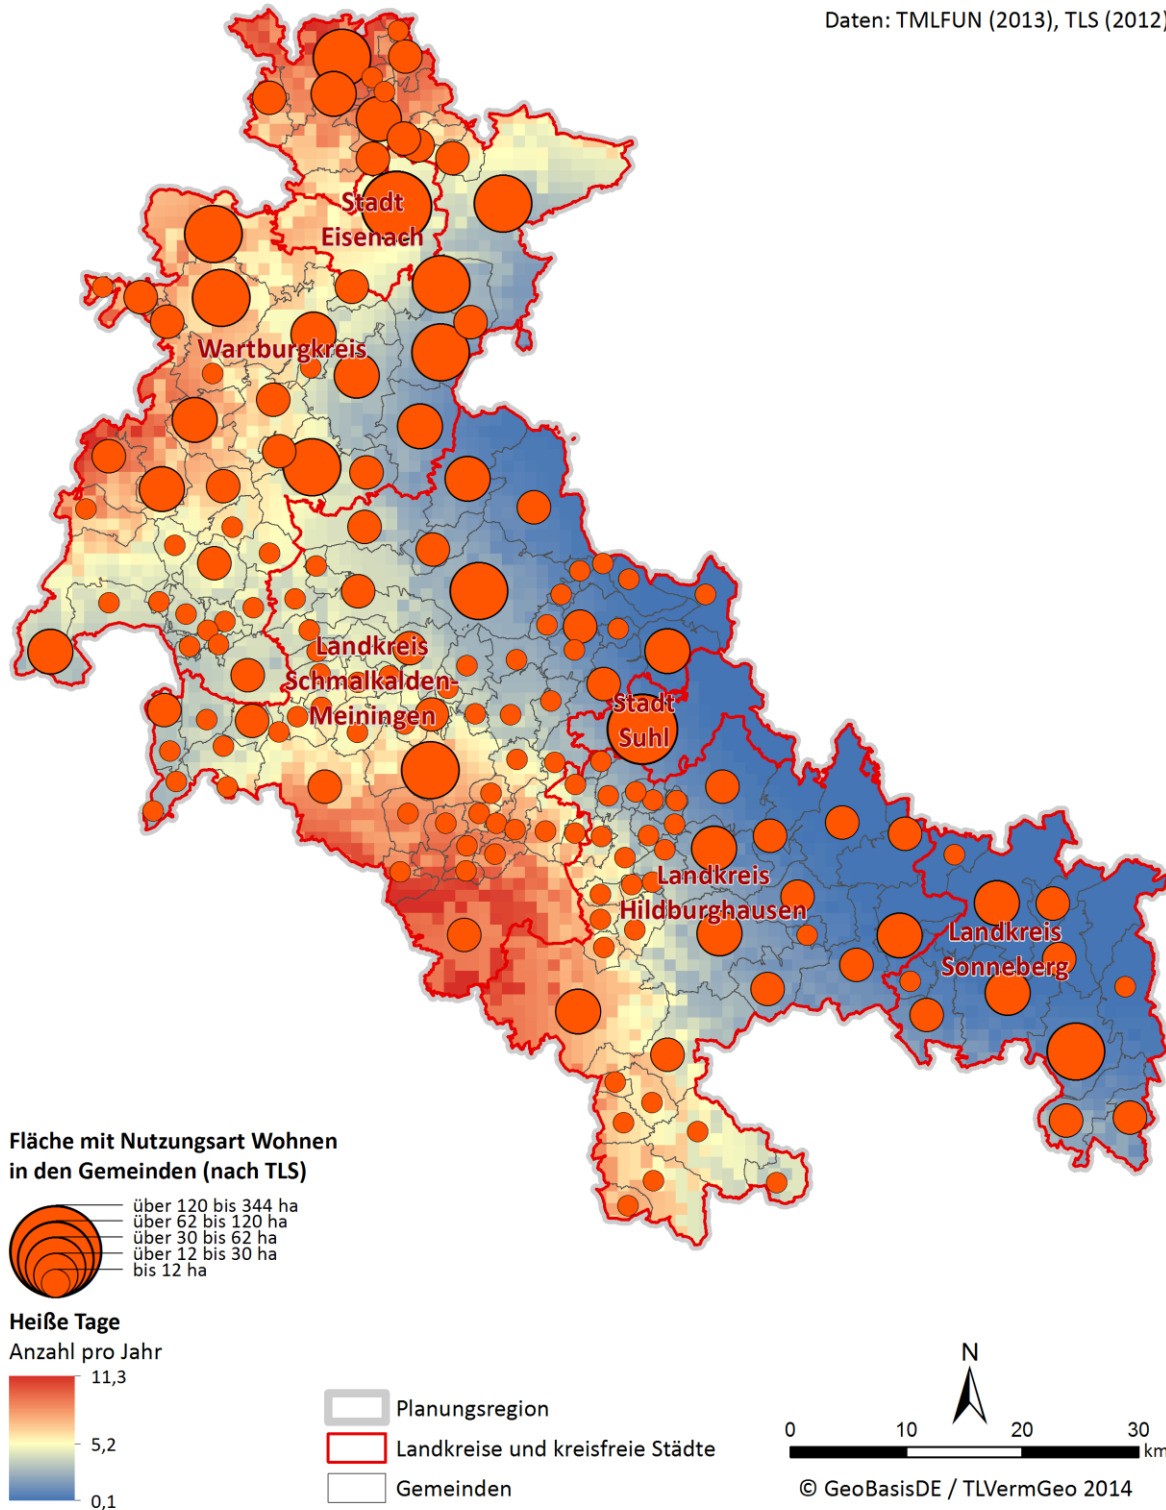 Daten: TMLFUN (2013), TLS (2012)
Stadt
Eisenach
Wartburgkreis
Landkreis
Schmalkalden-
Meiningen
Stadt
Suhl
Landkreis
Hildburghausen
Landkreis
Sonneberg
Fläche mit Nutzungsart Wohnen
in den Gemeinden (nach TLS)
über 120 bis 344 ha
über 62 bis 120 ha
über 30 bis 62 ha
über 12 bis 30 ha
bis 12 ha
Heiße Tage
Anzahl pro Jahr
11,3
5,2
0,1
Planungsregion
Landkreise und kreisfreie Städte
Gemeinden
N
0 10 20 30
km
© GeoBasisDE / TLVermGeo 2014